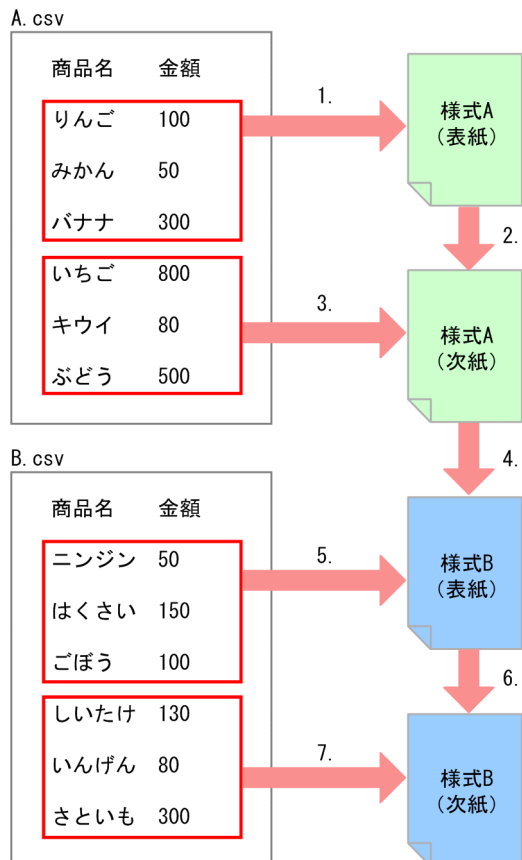 A.csv
商品名 金額
りんご 100
みかん 50
バナナ 300
いちご 800
キウイ 80
ぶどう 500
1.
様式A
（表紙）
2.
3.
様式A
（次紙）
4.
B.csv
商品名 金額
ニンジン 50
はくさい 150
ごぼう 100
しいたけ 130
いんげん 80
さといも 300
5.
様式B
（表紙）
6.
7.
様式B
（次紙）